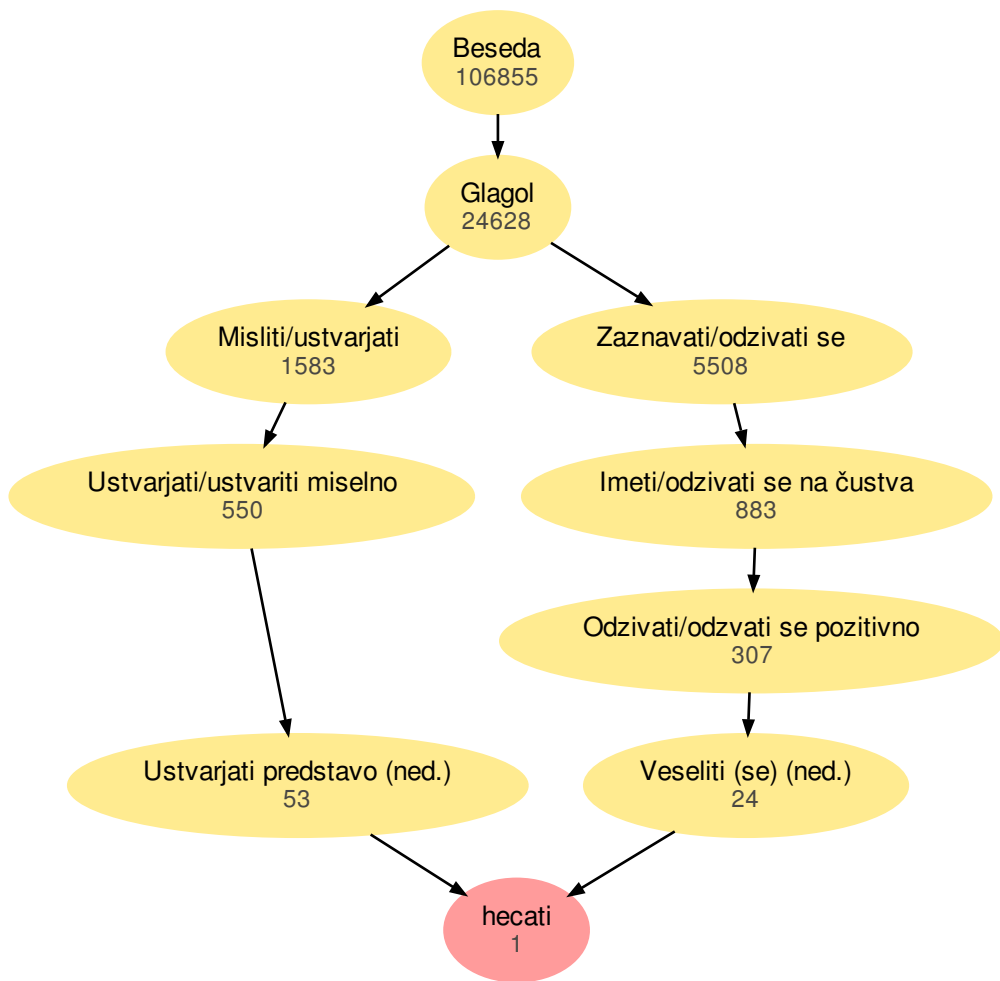 Beseda
106855
Glagol
24628
Misliti/ustvarjati
1583
Zaznavati/odzivati se
5508
Ustvarjati/ustvariti miselno
550
Imeti/odzivati se na čustva
883
Odzivati/odzvati se pozitivno
307
Ustvarjati predstavo (ned.)
53
Veseliti (se) (ned.)
24
hecati
1